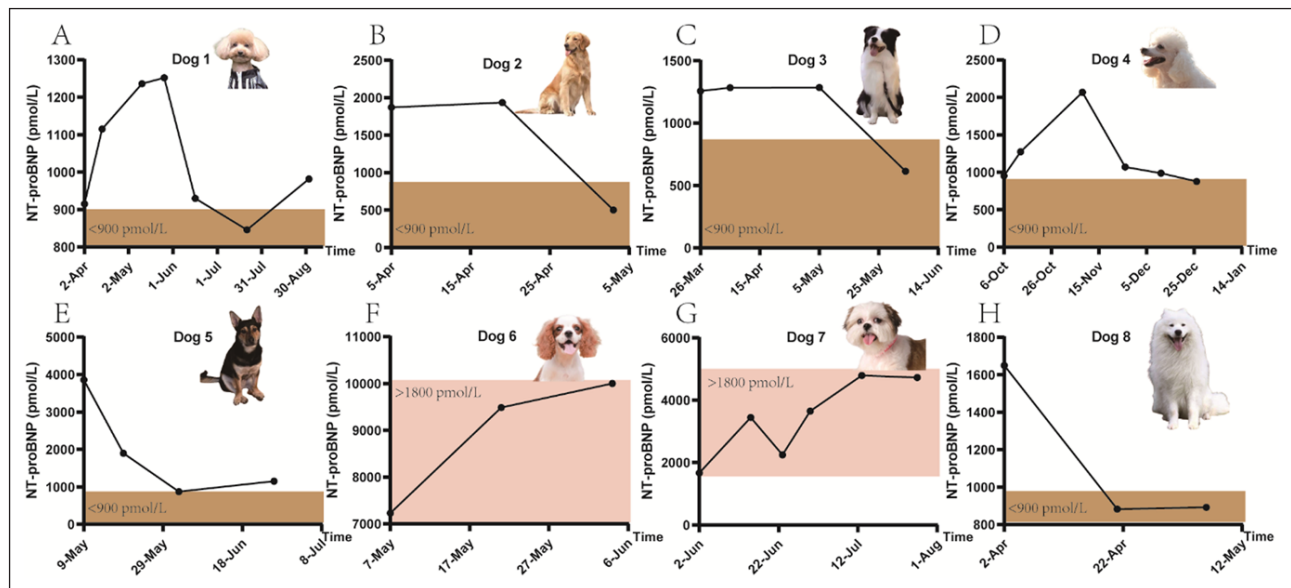 A
Dog 1
NT-proBNP (pmol/L)
1300
1200
1100
1000
900
800
<900 pmol/L
Time
2-Apr
2-May
1-Jun
1-Jul
31-Jul
30-Aug
B
Dog 2
NT-proBNP (pmol/L)
2500
2000
1500
1000
500
0
<900 pmol/L
Time
5-Apr
15-Apr
25-Apr
5-May
C
Dog 3
NT-proBNP (pmol/L)
1500
1000
500
0
<900 pmol/L
Time
26-Mar
15-Apr
5-May
25-May
14-Jun
D
Dog 4
NT-proBNP (pmol/L)
2500
2000
1500
1000
500
0
<900 pmol/L
Time
6-Oct
26-Oct
15-Nov
5-Dec
25-Dec
14-Jan
E
Dog 5
NT-proBNP (pmol/L)
5000
4000
3000
2000
1000
0
<900 pmol/L
Time
9-May
29-May
18-Jun
8-Jul
F
Dog 6
NT-proBNP (pmol/L)
11000
10000
9000
8000
7000
>1800 pmol/L
Time
7-May
17-May
27-May
6-Jun
G
Dog 7
NT-proBNP (pmol/L)
6000
4000
2000
0
>1800 pmol/L
Time
2-Jun
22-Jun
12-Jul
1-Aug
H
Dog 8
NT-proBNP (pmol/L)
1800
1600
1400
1200
1000
800
<900 pmol/L
Time
2-Apr
22-Apr
12-May